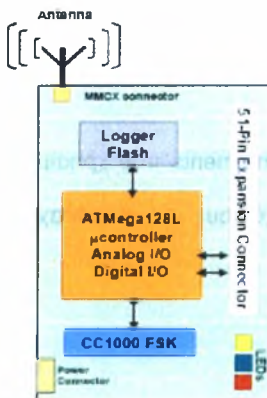 Antenna
MMCX connector
Logger
Flash
51-Pin Expansion Connector
ATMega128L
µcontroller
Analog I/O
Digital I/O
CC1000 FSK
LEDs
Power
Connector